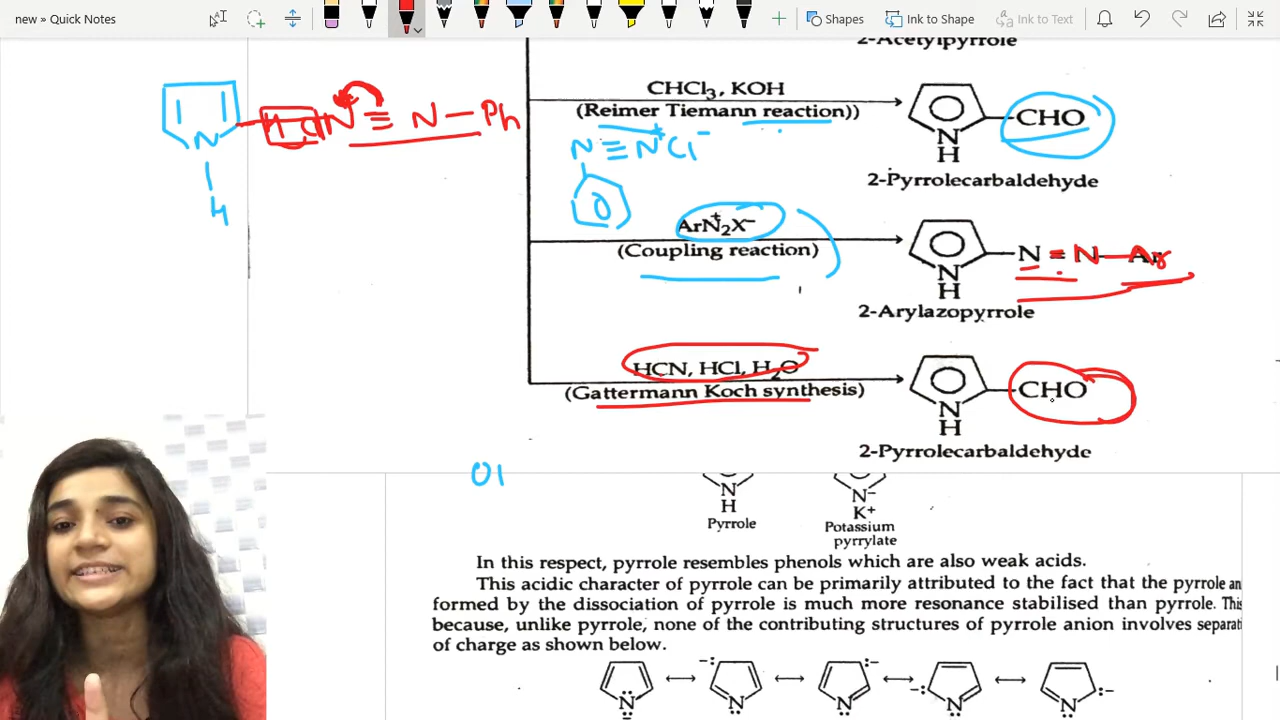 new » Quick Notes
Shapes
Ink to Shape
Ink to Text
2-Acetylpyrrole
CHCl₃, KOH
(Reimer Tiemann reaction))
CHO
N
H
2-Pyrrolecarbaldehyde
N
H
N ≡ N – Ph
N ≡ N Cl⁻
ArN₂⁺X⁻
(Coupling reaction)
N ═ N – Ar
N
H
2-Arylazopyrrole
HCN, HCl, H₂O
(Gattermann Koch synthesis)
CHO
N
H
2-Pyrrolecarbaldehyde
01
N
H
Pyrrole
N⁻
K⁺
Potassium
pyrrylate
In this respect, pyrrole resembles phenols which are also weak acids.
This acidic character of pyrrole can be primarily attributed to the fact that the pyrrole an
formed by the dissociation of pyrrole is much more resonance stabilised than pyrrole. This
because, unlike pyrrole, none of the contributing structures of pyrrole anion involves separat
of charge as shown below.
N N N N N